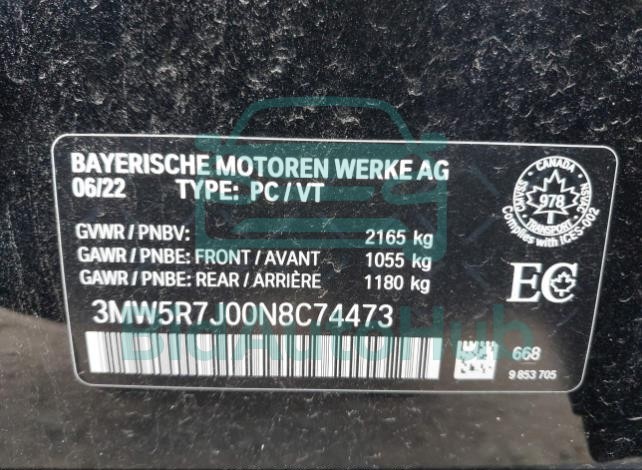 BAYERISCHE MOTOREN WERKE AG
06/22 TYPE: PC / VT
GVWR / PNBV: 2165 kg
GAWR / PNBE: FRONT / AVANT 1055 kg
GAWR / PNBE: REAR / ARRIÈRE 1180 kg
3MW5R7J00N8C74473
CANADA
978
TRANSPORT
Complies with ICES-002
EC
668
9 853 705
BidAutoHub